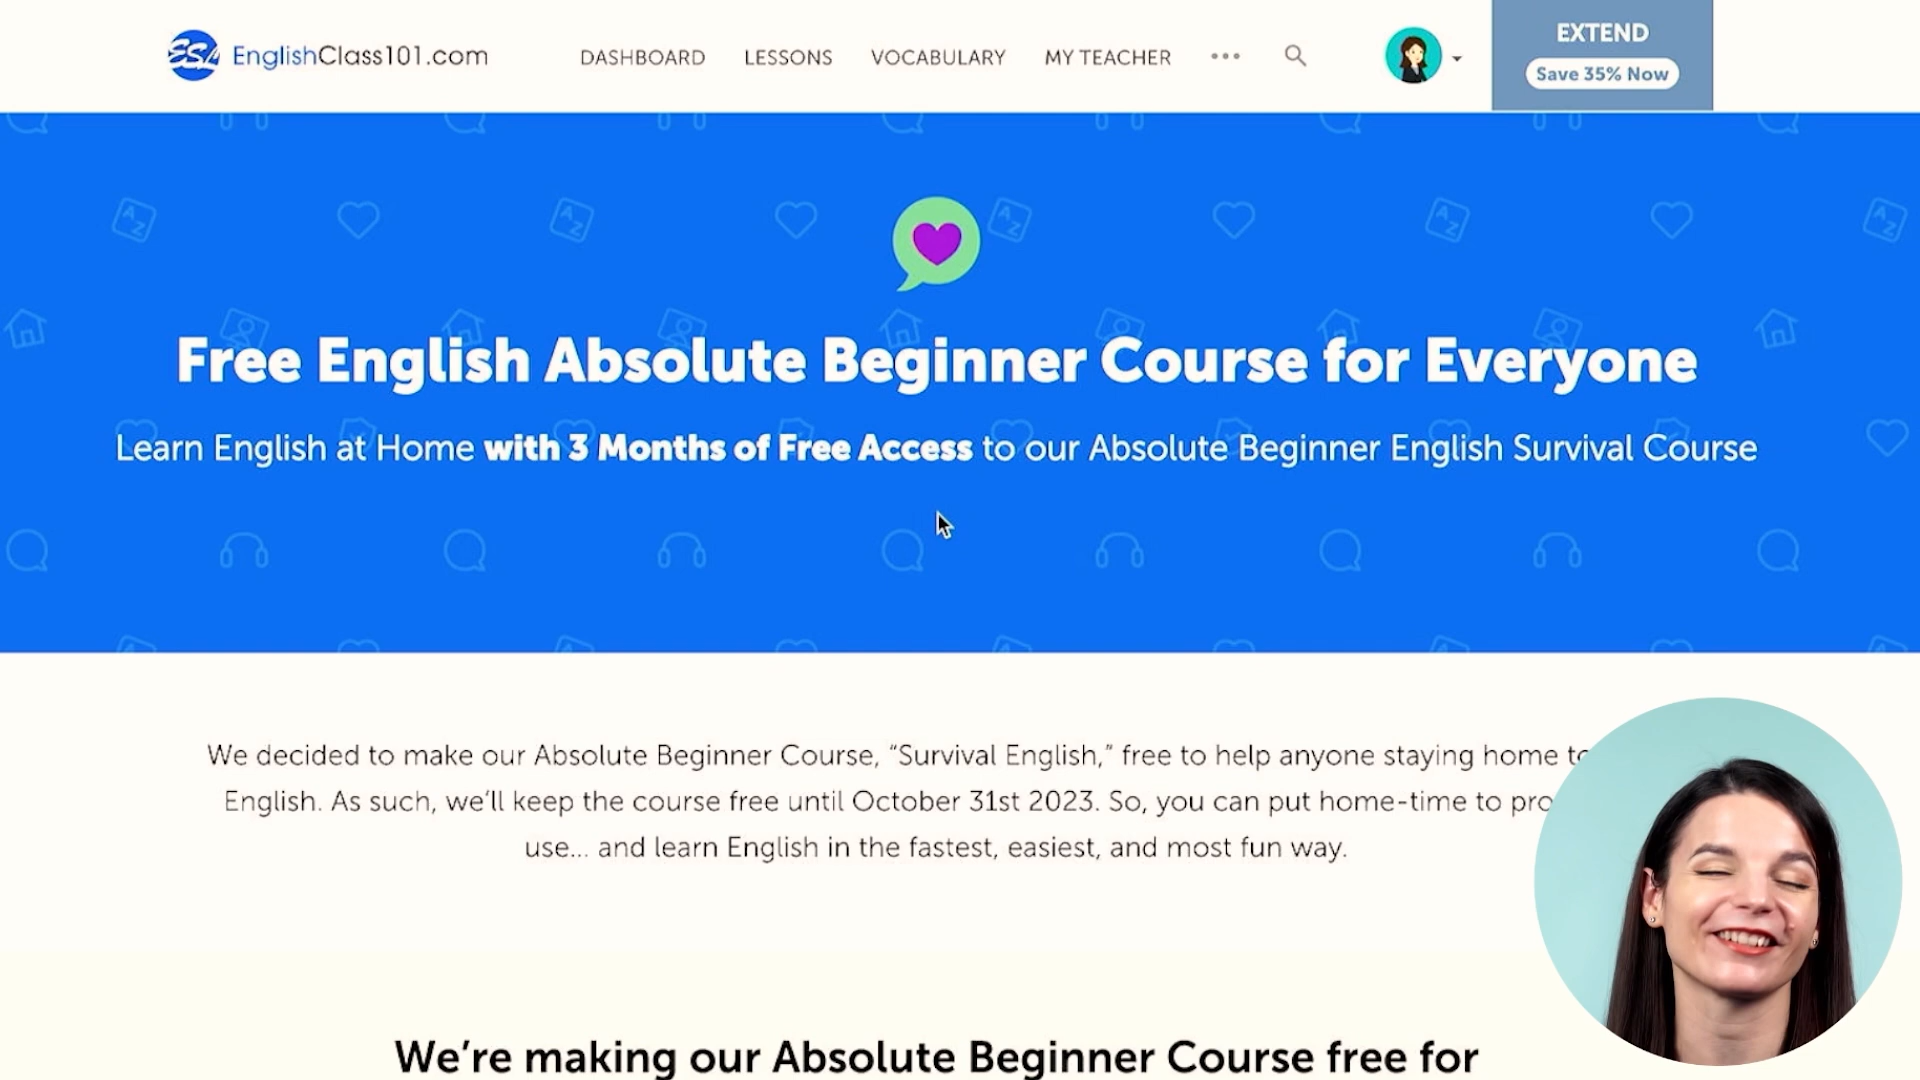 ESL EnglishClass101.com
DASHBOARD LESSONS VOCABULARY MY TEACHER
EXTEND
Save 35% Now
Free English Absolute Beginner Course for Everyone
Learn English at Home with 3 Months of Free Access to our Absolute Beginner English Survival Course
We decided to make our Absolute Beginner Course, “Survival English,” free to help anyone staying home
English. As such, we’ll keep the course free until October 31st 2023. So, you can put home-time to
use... and learn English in the fastest, easiest, and most fun way.
We’re making our Absolute Beginner Course free for